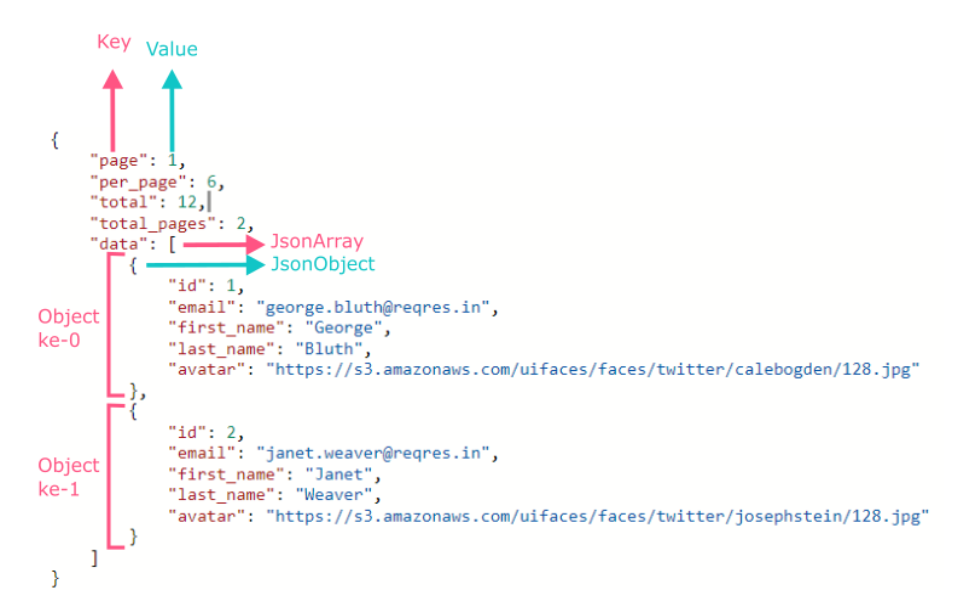 Key Value
{
"page": 1,
"per_page": 6,
"total": 12,
"total_pages": 2,
"data": [ JsonArray
{ JsonObject
"id": 1,
"email": "george.bluth@reqres.in",
Object
"first_name": "George",
ke-0
"last_name": "Bluth",
"avatar": "https://s3.amazonaws.com/uifaces/faces/twitter/calebogden/128.jpg"
},
{
"id": 2,
"email": "janet.weaver@reqres.in",
Object
"first_name": "Janet",
ke-1
"last_name": "Weaver",
"avatar": "https://s3.amazonaws.com/uifaces/faces/twitter/josephstein/128.jpg"
}
]
}